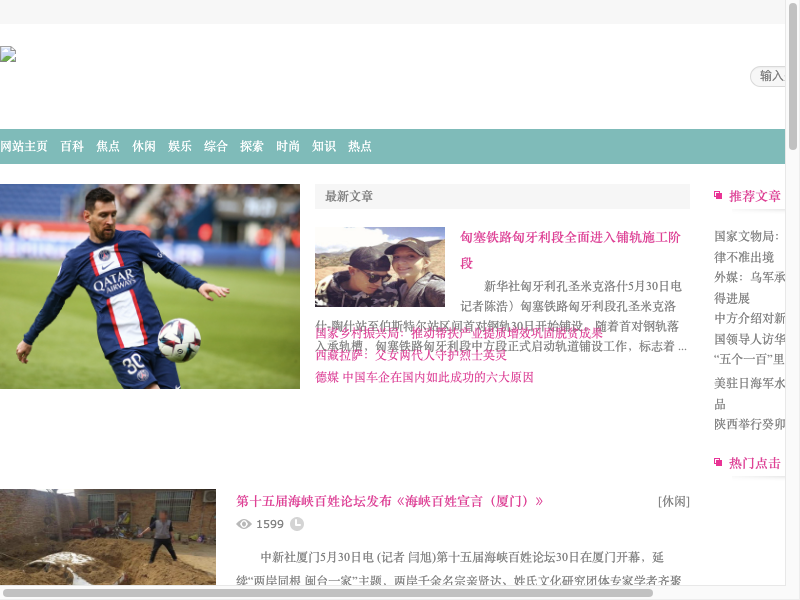 输入
网站主页 百科 焦点 休闲 娱乐 综合 探索 时尚 知识 热点
QATAR
AIRWAYS
30
最新文章
匈塞铁路匈牙利段全面进入铺轨施工阶
段
新华社匈牙利孔圣米克洛什5月30日电
记者陈浩）匈塞铁路匈牙利段孔圣米克洛
什-陶什站至伯斯特尔站区间首对钢轨30日开始铺设。随着首对钢轨落
入承轨槽，匈塞铁路匈牙利段中方段正式启动轨道铺设工作，标志着 ...
国家乡村振兴局：推动帮扶产业提质增效巩固脱贫成果
西藏拉萨：父女两代人守护烈士英灵
德媒 中国车企在国内如此成功的六大原因
推荐文章
国家文物局：
律不准出境
外媒：乌军承
得进展
中方介绍对新
国领导人访华
“五个一百”里
美驻日海军水
品
陕西举行癸卯
热门点击
第十五届海峡百姓论坛发布《海峡百姓宣言（厦门）》
[休闲]
1599
中新社厦门5月30日电 (记者 闫旭)第十五届海峡百姓论坛30日在厦门开幕，延
续“两岸同根 闽台一家”主题，两岸千余名宗亲贤达、姓氏文化研究团体专家学者齐聚